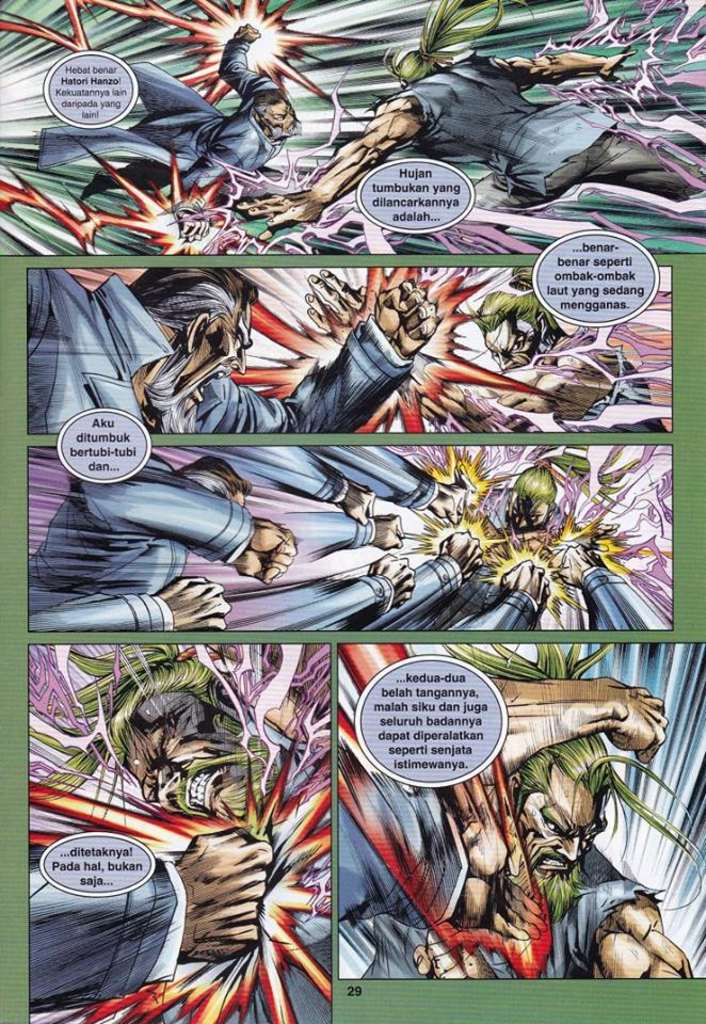 Hebat benar
Hatori Hanzo!
Kekuatannya lain
daripada yang
lain!
Hujan
tumbukan yang
dilancarkannya
adalah...
...benar-
benar seperti
ombak-ombak
laut yang sedang
mengganas.
Aku
ditumbuk
bertubi-tubi
dan...
...ditetaknya!
Pada hal, bukan
saja...
...kedua-dua
belah tangannya,
malah siku dan juga
seluruh badannya
dapat diperalatkan
seperti senjata
istimewanya.
29